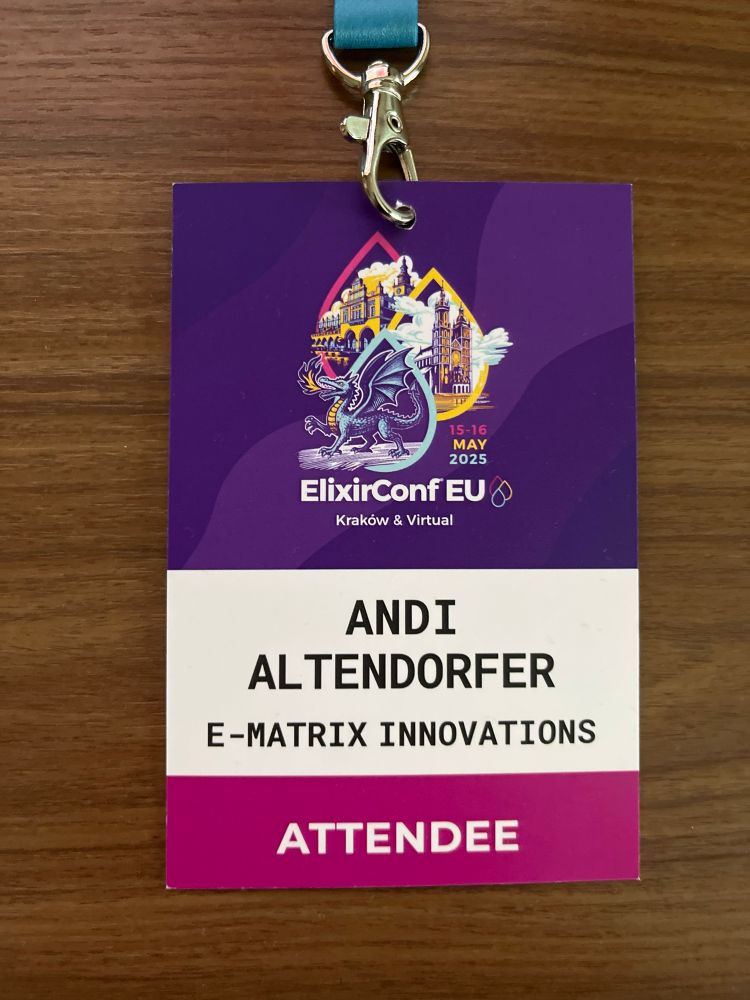 15-16
MAY
2025
ElixirConf EU
Kraków & Virtual
ANDI
ALTENDORFER
E-MATRIX INNOVATIONS
ATTENDEE